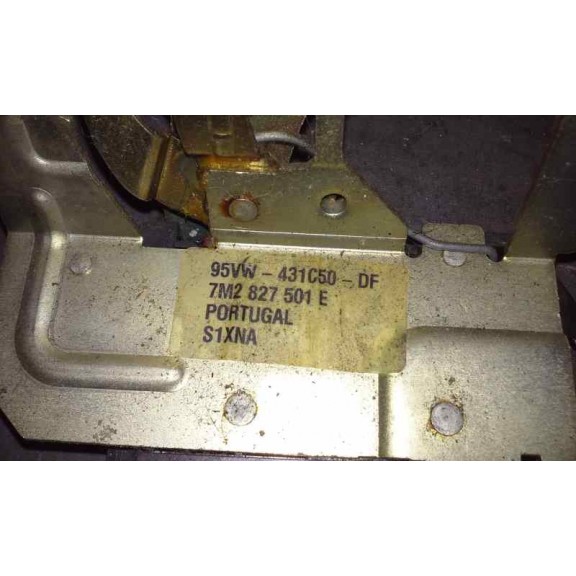 95VW - 431C50 - DF
7M2 827 501 E
PORTUGAL
S1XNA